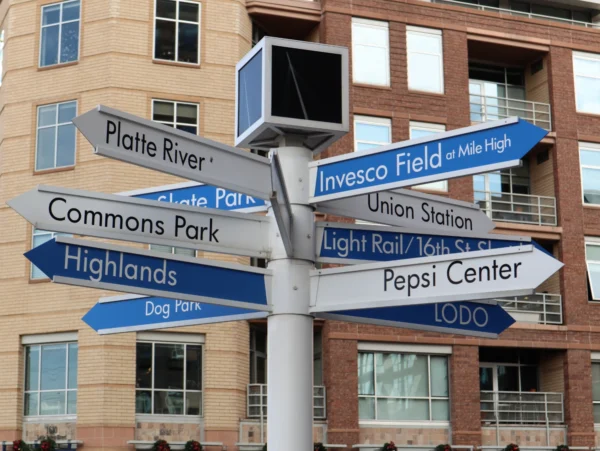 Platte River
Skate Park
Commons Park
Highlands
Dog Park
Invesco Field at Mile High
Union Station
Light Rail/16th St.
Pepsi Center
LODO